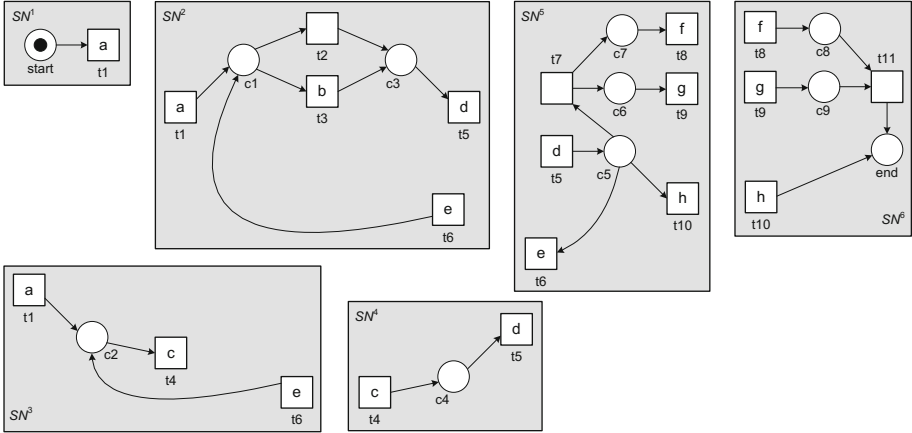 SN¹
a
start
t1
SN²
t2
c1
c3
a
b
d
t1
t3
t5
e
t6
SN⁵
c7
f
t7
t8
g
c6
t9
d
t5
c5
h
t10
e
t6
f
c8
t8
t11
g
t9
c9
end
h
t10
SN⁶
a
t1
c2
c
t4
e
t6
SN³
SN⁴
d
t5
c
c4
t4